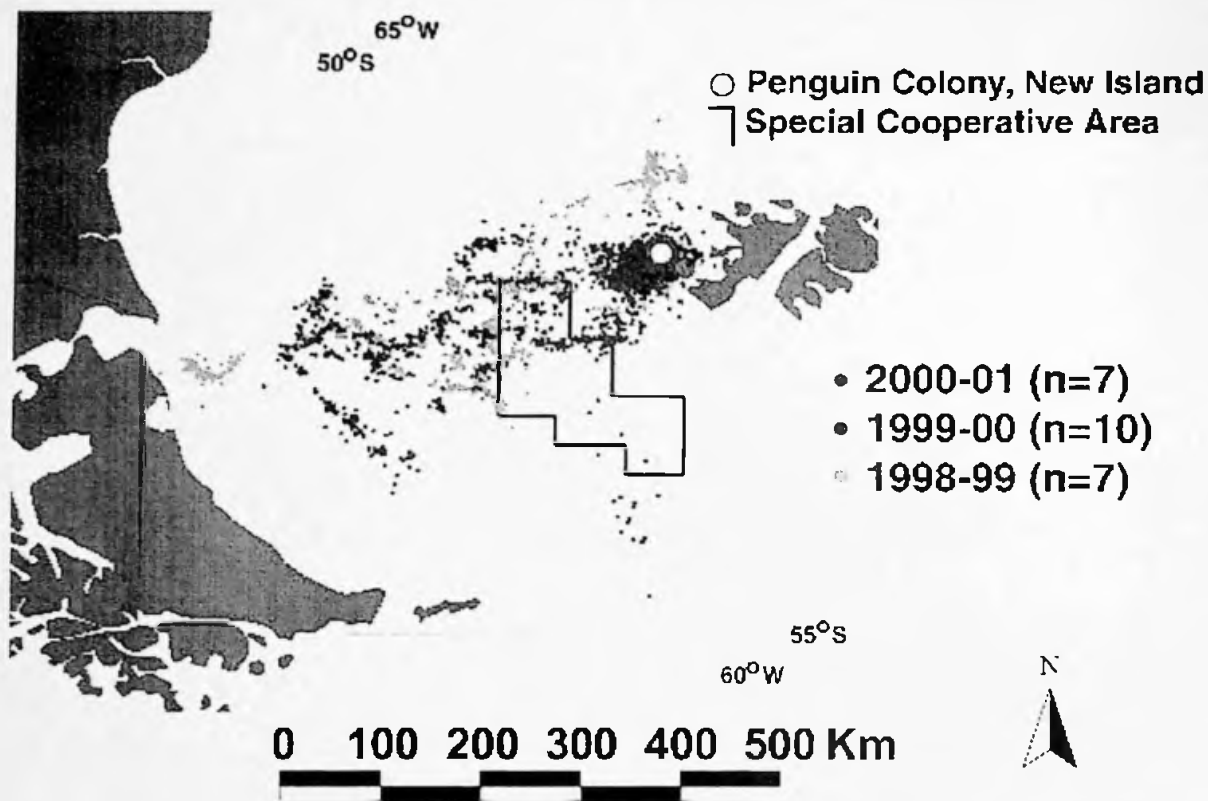 65°W
50°S
Penguin Colony, New Island
Special Cooperative Area
2000-01 (n=7)
1999-00 (n=10)
1998-99 (n=7)
55°S
60°W
N
0 100 200 300 400 500 Km